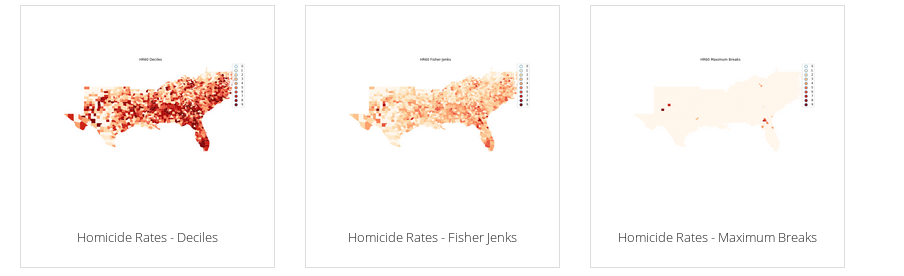 HR60 Deciles
HR60 Fisher Jenks
HR60 Maximum Breaks
Homicide Rates - Deciles
Homicide Rates - Fisher Jenks
Homicide Rates - Maximum Breaks